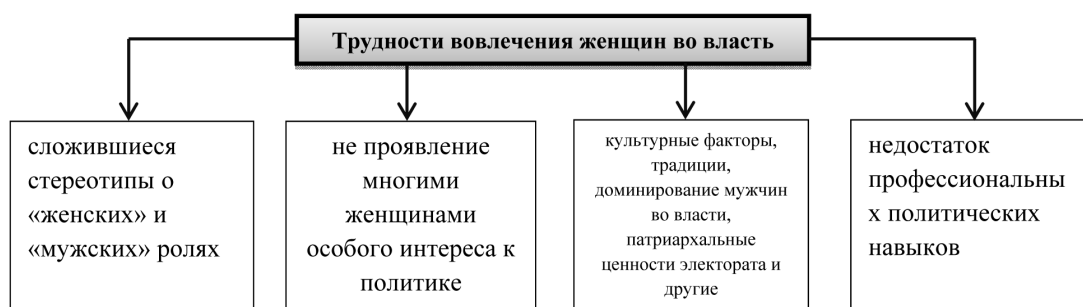 Трудности вовлечения женщин во власть
сложившиеся
стереотипы о
«женских» и
«мужских» ролях
не проявление
многими
женщинами
особого интереса к
политике
культурные факторы,
традиции,
доминирование мужчин
во власти,
патриархальные
ценности электората и
другие
недостаток
профессиональны
х политических
навыков